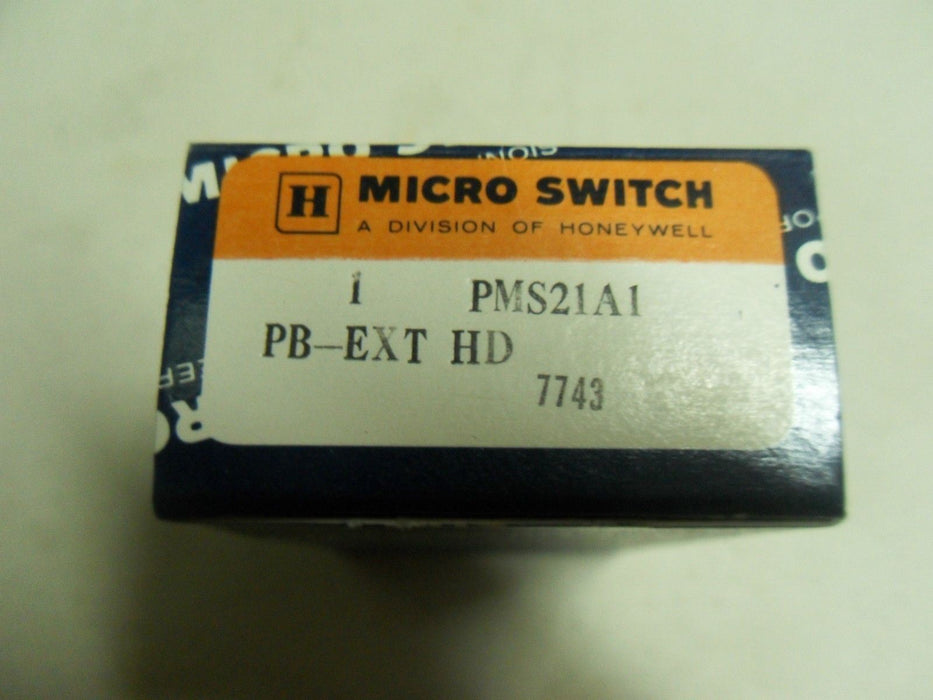 H MICRO SWITCH
A DIVISION OF HONEYWELL
1 PMS21A1
PB-EXT HD
7743